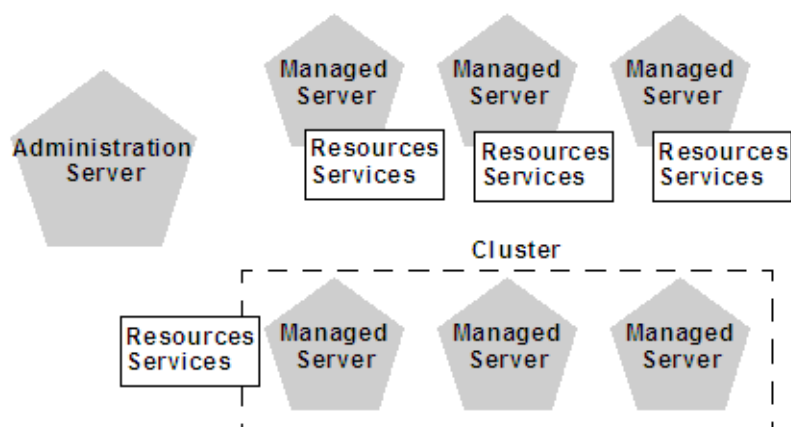 Administration
Server
Managed
Server
Resources
Services
Managed
Server
Resources
Services
Managed
Server
Resources
Services
Cluster
Resources
Services
Managed
Server
Managed
Server
Managed
Server